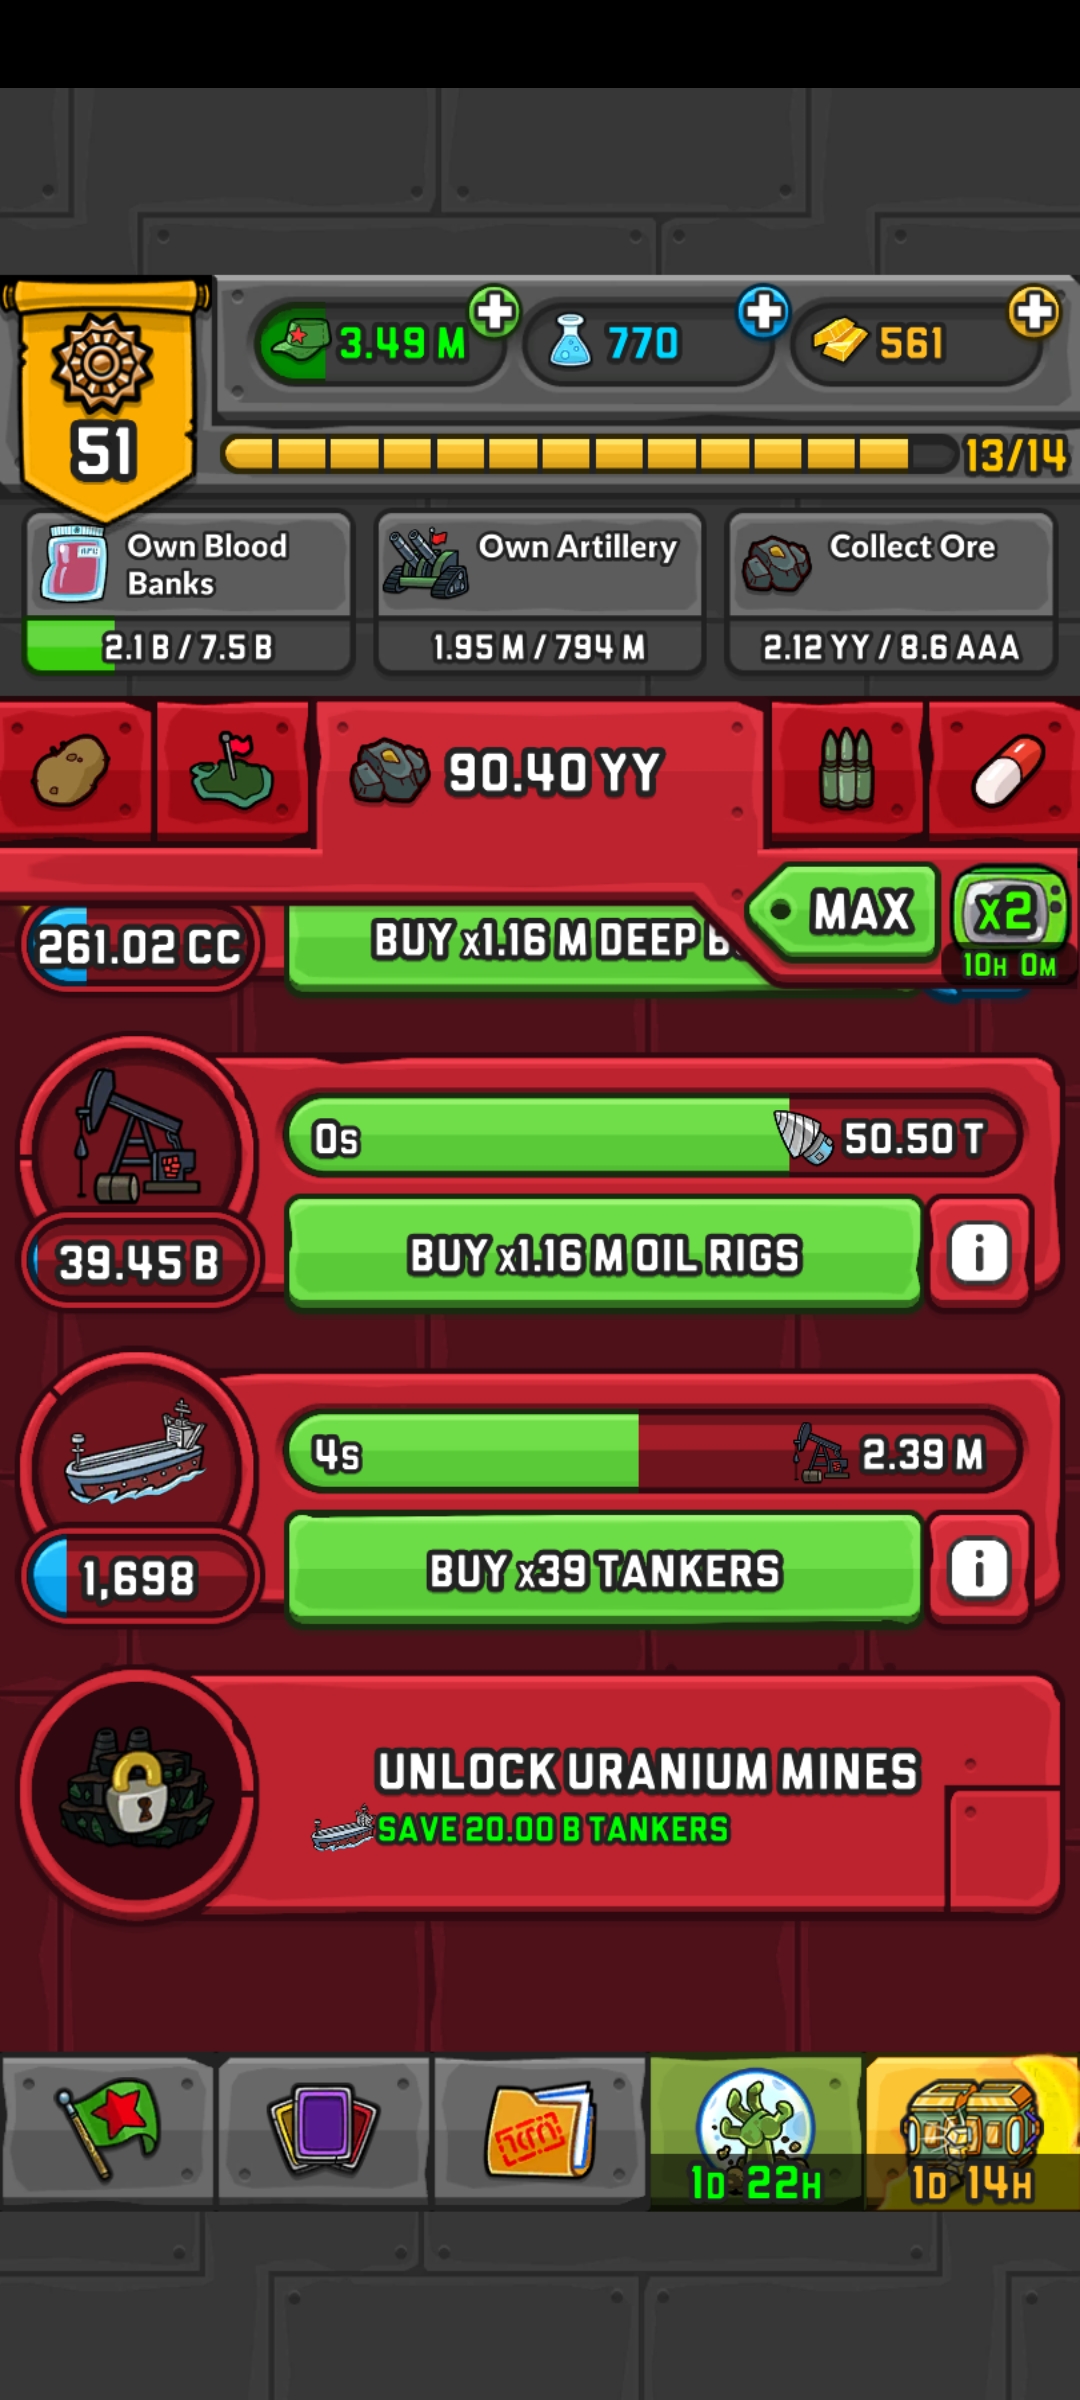 3.49 M
770
561
51
13/14
Own Blood
Banks
2.1 B / 7.5 B
Own Artillery
1.95 M / 794 M
Collect Ore
2.12 YY / 8.6 AAA
90.40 YY
MAX
x2
10H 0M
261.02 CC
BUY x1.16 M DEEP B
0s
50.50 T
39.45 B
BUY x1.16 M OIL RIGS
i
4s
2.39 M
1,698
BUY x39 TANKERS
i
UNLOCK URANIUM MINES
SAVE 20.00 B TANKERS
1D 22H
1D 14H